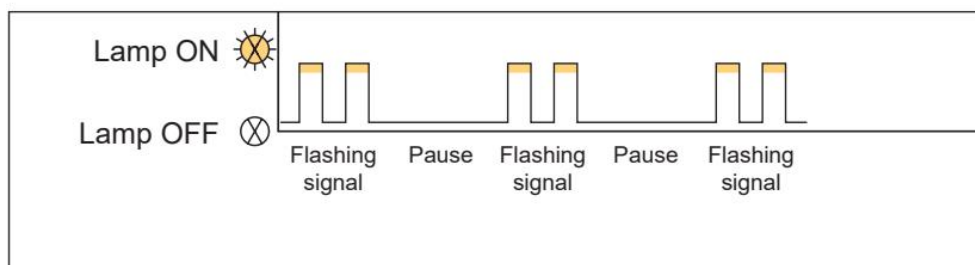 Lamp ON
Lamp OFF
Flashing Pause Flashing Pause Flashing
signal signal signal